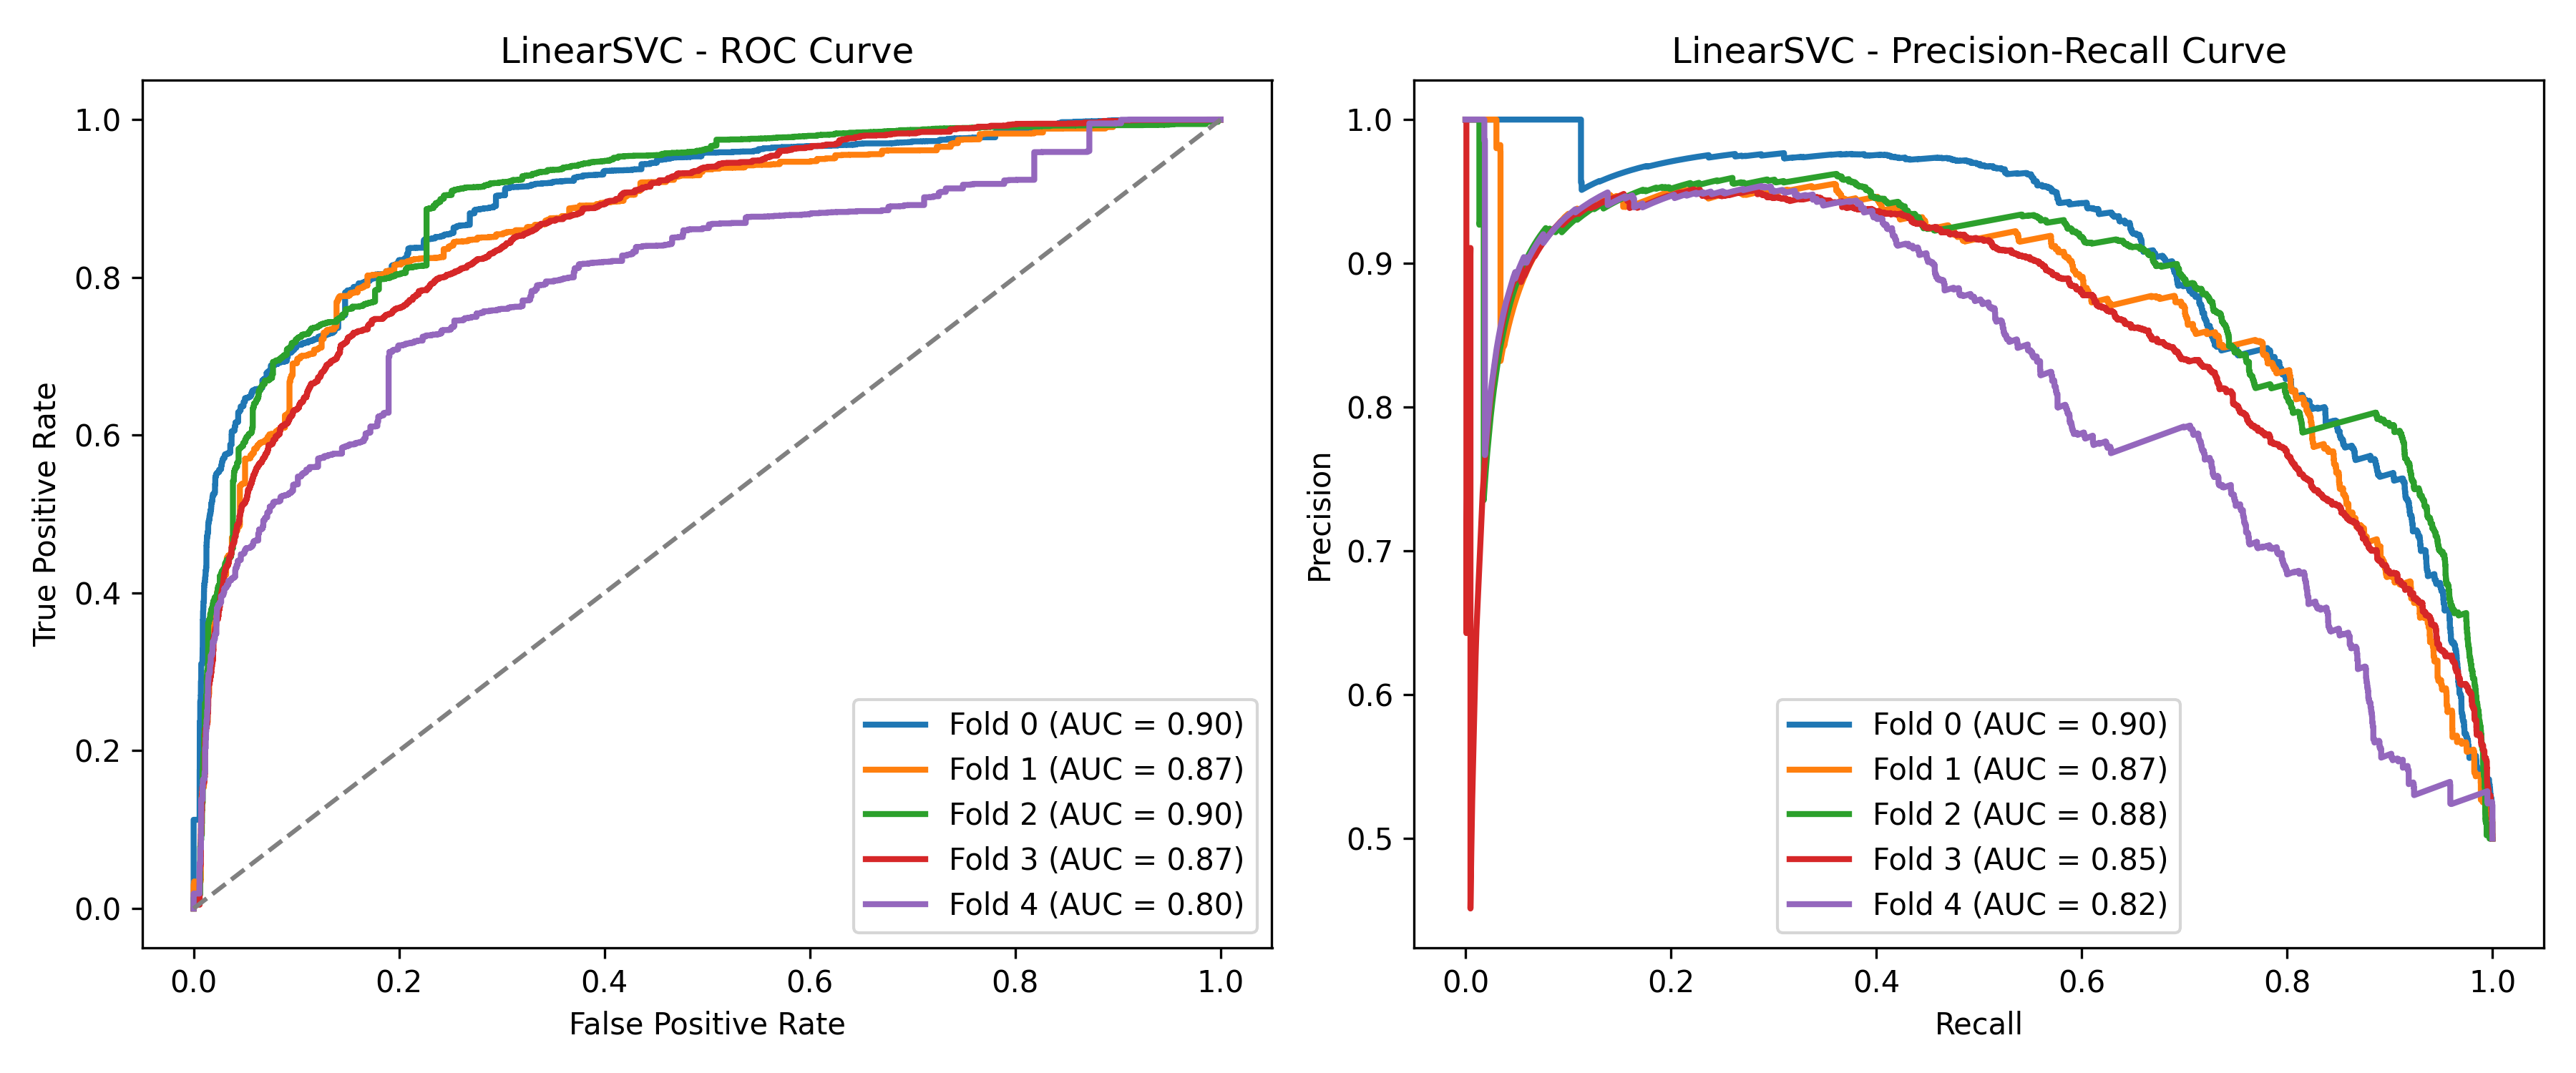 LinearSVC - ROC Curve
True Positive Rate
1.0
0.8
0.6
0.4
0.2
0.0
0.0 0.2 0.4 0.6 0.8 1.0
False Positive Rate
Fold 0 (AUC = 0.90)
Fold 1 (AUC = 0.87)
Fold 2 (AUC = 0.90)
Fold 3 (AUC = 0.87)
Fold 4 (AUC = 0.80)
LinearSVC - Precision-Recall Curve
Precision
1.0
0.9
0.8
0.7
0.6
0.5
0.0 0.2 0.4 0.6 0.8 1.0
Recall
Fold 0 (AUC = 0.90)
Fold 1 (AUC = 0.87)
Fold 2 (AUC = 0.88)
Fold 3 (AUC = 0.85)
Fold 4 (AUC = 0.82)